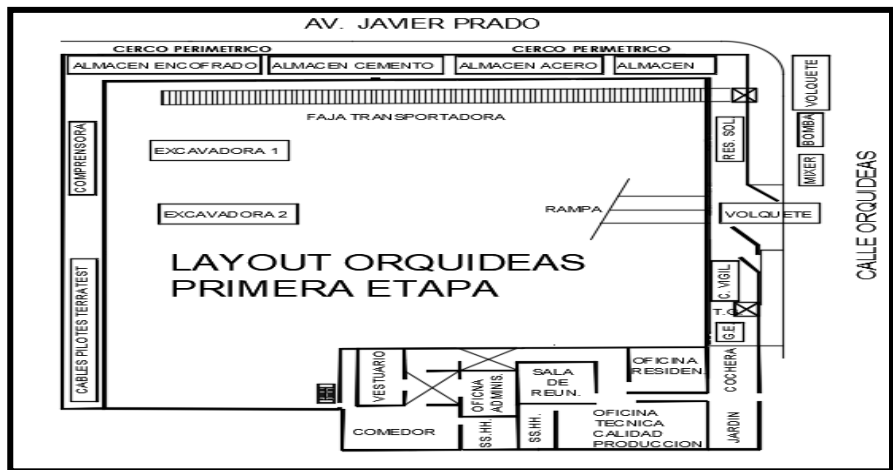 AV. JAVIER PRADO
CERCO PERIMETRICO
CERCO PERIMETRICO
ALMACEN ENCOFRADO
ALMACEN CEMENTO
ALMACEN ACERO
ALMACEN
FAJA TRANSPORTADORA
VOLQUETE
BOMBA
MIXER
RES. SOL.
COMPRENSORA
EXCAVADORA 1
EXCAVADORA 2
RAMPA
VOLQUETE
CALLE ORQUIDEAS
LAYOUT ORQUIDEAS
PRIMERA ETAPA
CABLES PILOTES TERRATEST
C. VIGIL
G.E
VESTUARIO
OFICNA
ADMINIS.
SALA
DE
REUN.
OFICINA
RESIDEN.
COCHERA
COMEDOR
SS.HH.
SS.HH.
OFICINA
TECNICA
CALIDAD
PRODUCCION
JARDIN